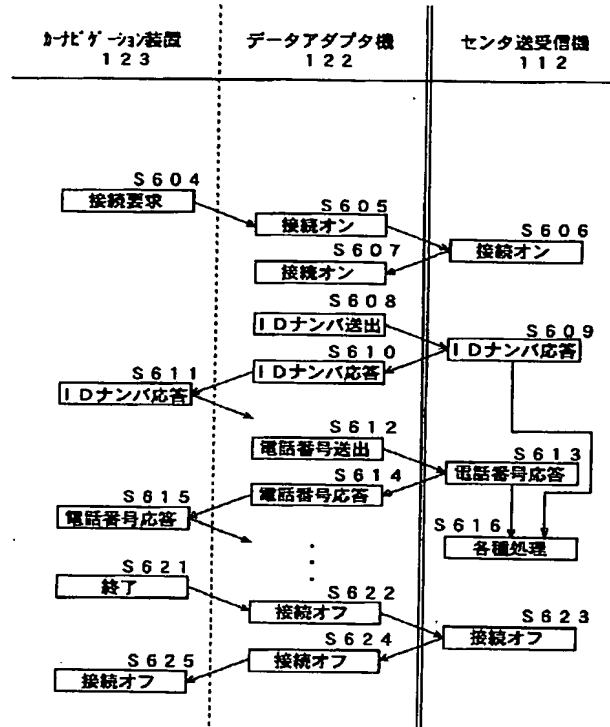 カーナビゲーション装置 データアダプタ機 センタ送受信機
123 122 112
S604
接続要求
S605
接続オン
S606
接続オン
S607
接続オン
S608
IDナンバ送出
S609
IDナンバ応答
S610
IDナンバ応答
S611
IDナンバ応答
S612
電話番号送出
S613
電話番号応答
S614
電話番号応答
S615
電話番号応答
S616
各種処理
S621
終了
S622
接続オフ
S623
接続オフ
S624
接続オフ
S625
接続オフ